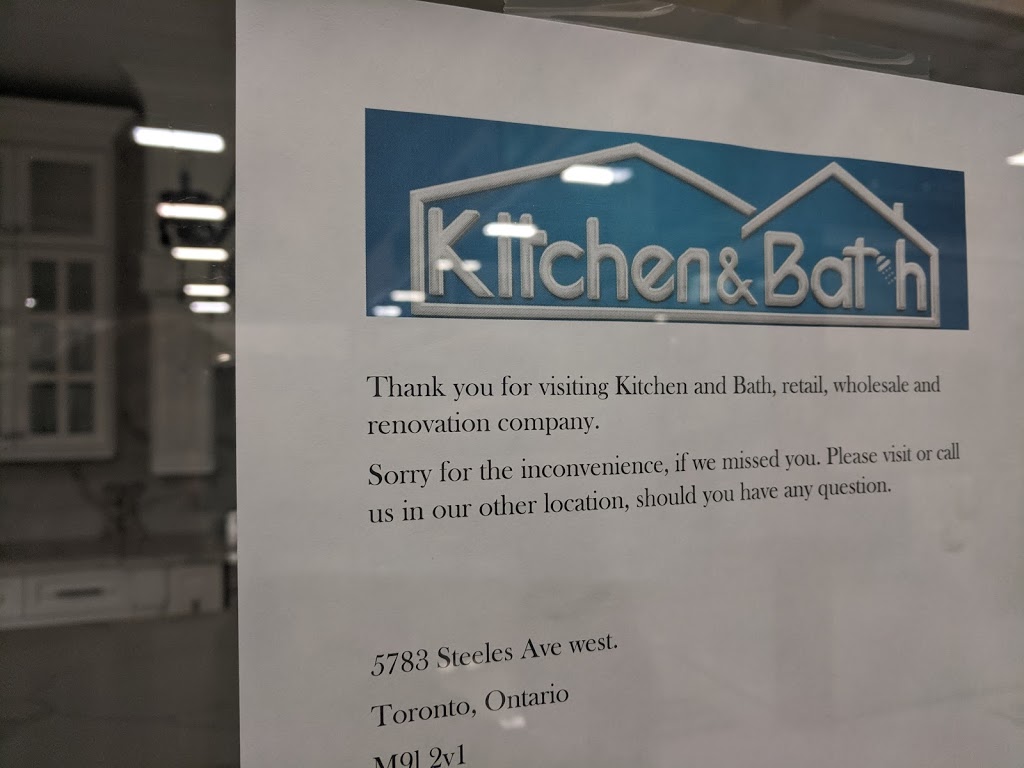 Kitchen & Bath
Thank you for visiting Kitchen and Bath, retail, wholesale and
renovation company.
Sorry for the inconvenience, if we missed you. Please visit or call
us in our other location, should you have any question.
5783 Steeles Ave west.
Toronto, Ontario
M9l 2v1